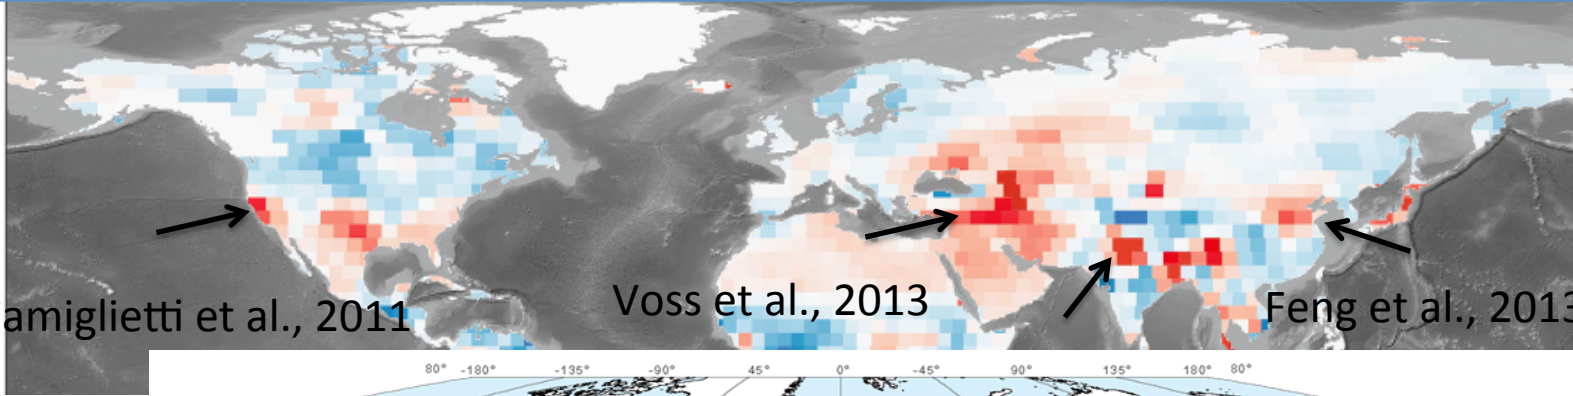 Voss et al., 2013
amiglietti et al., 2011
Feng et al., 2013
80° -180° -135° -90° 45° 0° -45° 90° 135° 180° 80°